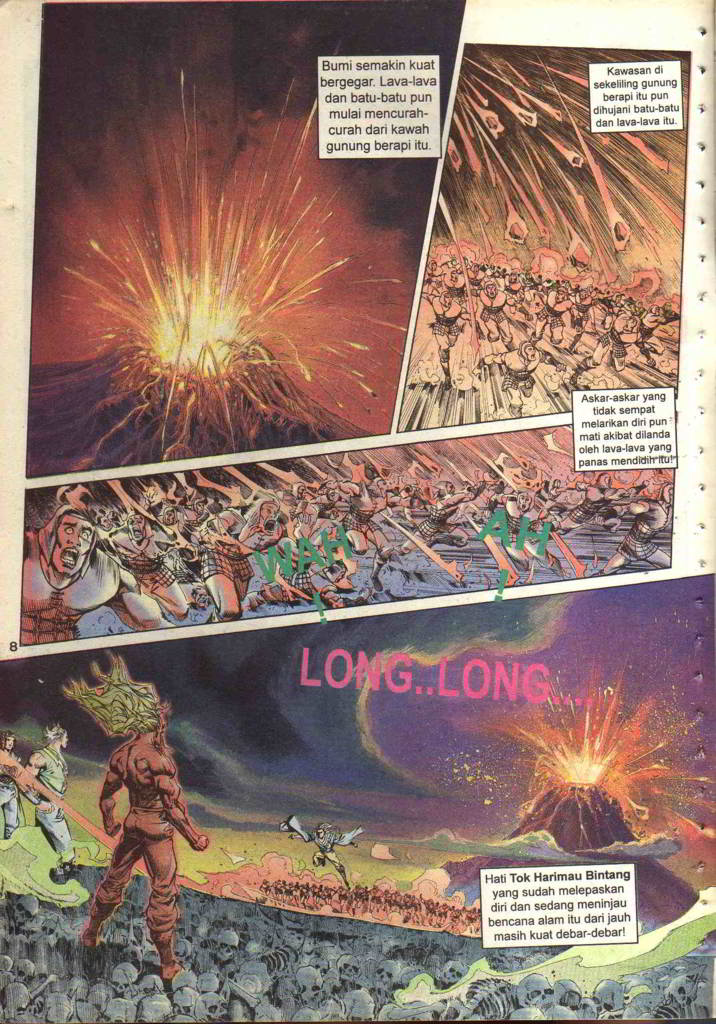 Bumi semakin kuat
bergegar. Lava-lava
dan batu-batu pun
mulai mencurah-
curah dari kawah
gunung berapi itu.
Kawasan di
sekeliling gunung
berapi itu pun
dihujani batu-batu
dan lava-lava itu.
Askar-askar yang
tidak sempat
melarikan diri pun
mati akibat dilanda
oleh lava-lava yang
panas mendidih itu!
WAH
!
AH
!
8
LONG..LONG....
Hati Tok Harimau Bintang
yang sudah melepaskan
diri dan sedang meninjau
bencana alam itu dari jauh
masih kuat debar-debar!